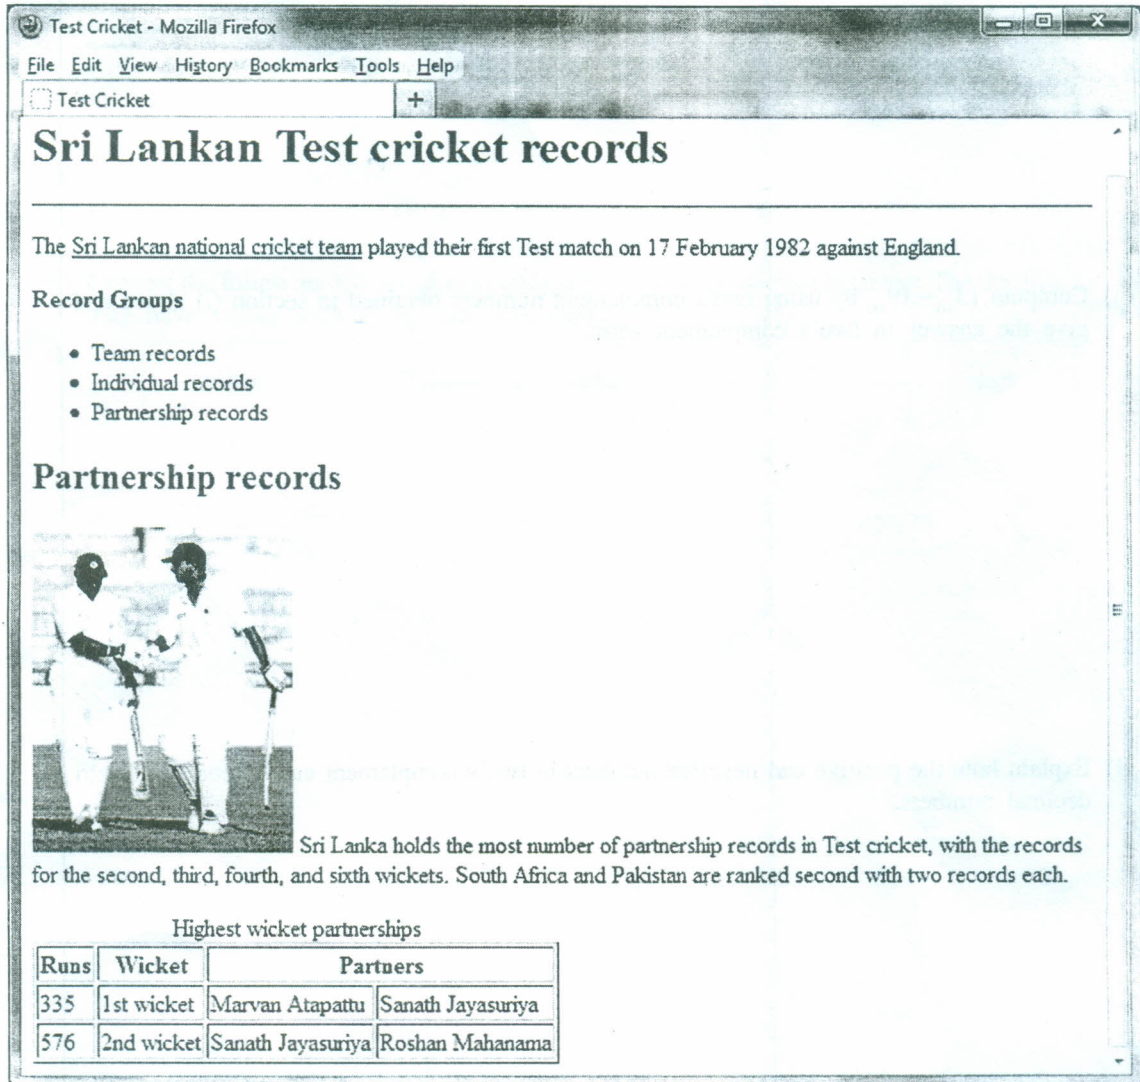 Test Cricket - Mozilla Firefox
File Edit View History Bookmarks Tools Help
Test Cricket +
Sri Lankan Test cricket records
The Sri Lankan national cricket team played their first Test match on 17 February 1982 against England.
Record Groups
• Team records
• Individual records
• Partnership records
Partnership records
Sri Lanka holds the most number of partnership records in Test cricket, with the records
for the second, third, fourth, and sixth wickets. South Africa and Pakistan are ranked second with two records each.
Highest wicket partnerships
Runs Wicket Partners
335 1st wicket Marvan Atapattu Sanath Jayasuriya
576 2nd wicket Sanath Jayasuriya Roshan Mahanama